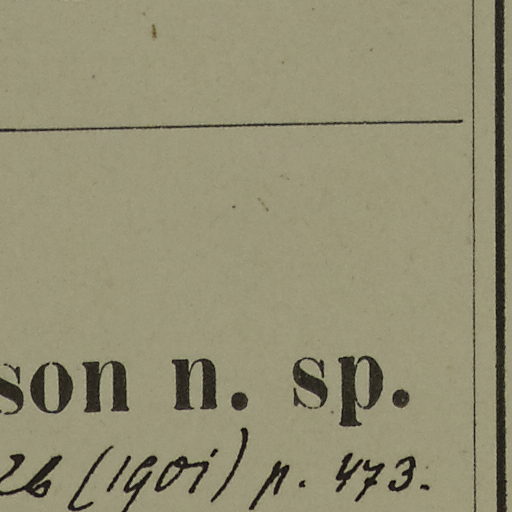 son n. sp.
26 (1901) p. 473.